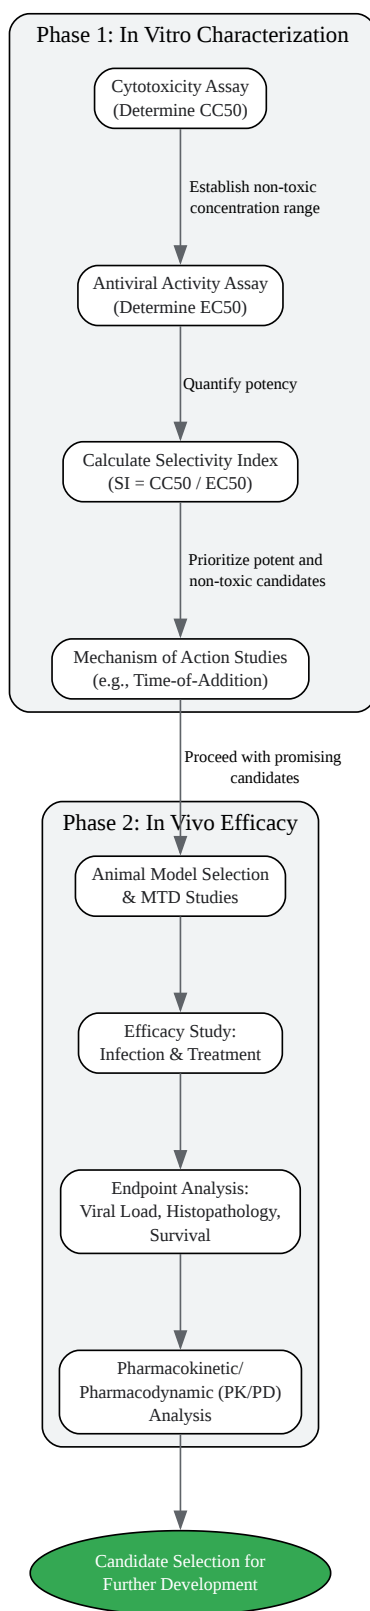 Phase 1: In Vitro Characterization
Cytotoxicity Assay
(Determine CC50)
Establish non-toxic
concentration range
Antiviral Activity Assay
(Determine EC50)
Quantify potency
Calculate Selectivity Index
(SI = CC50 / EC50)
Prioritize potent and
non-toxic candidates
Mechanism of Action Studies
(e.g., Time-of-Addition)
Proceed with promising
candidates
Phase 2: In Vivo Efficacy
Animal Model Selection
& MTD Studies
Efficacy Study:
Infection & Treatment
Endpoint Analysis:
Viral Load, Histopathology,
Survival
Pharmacokinetic/
Pharmacodynamic (PK/PD)
Analysis
Candidate Selection for
Further Development